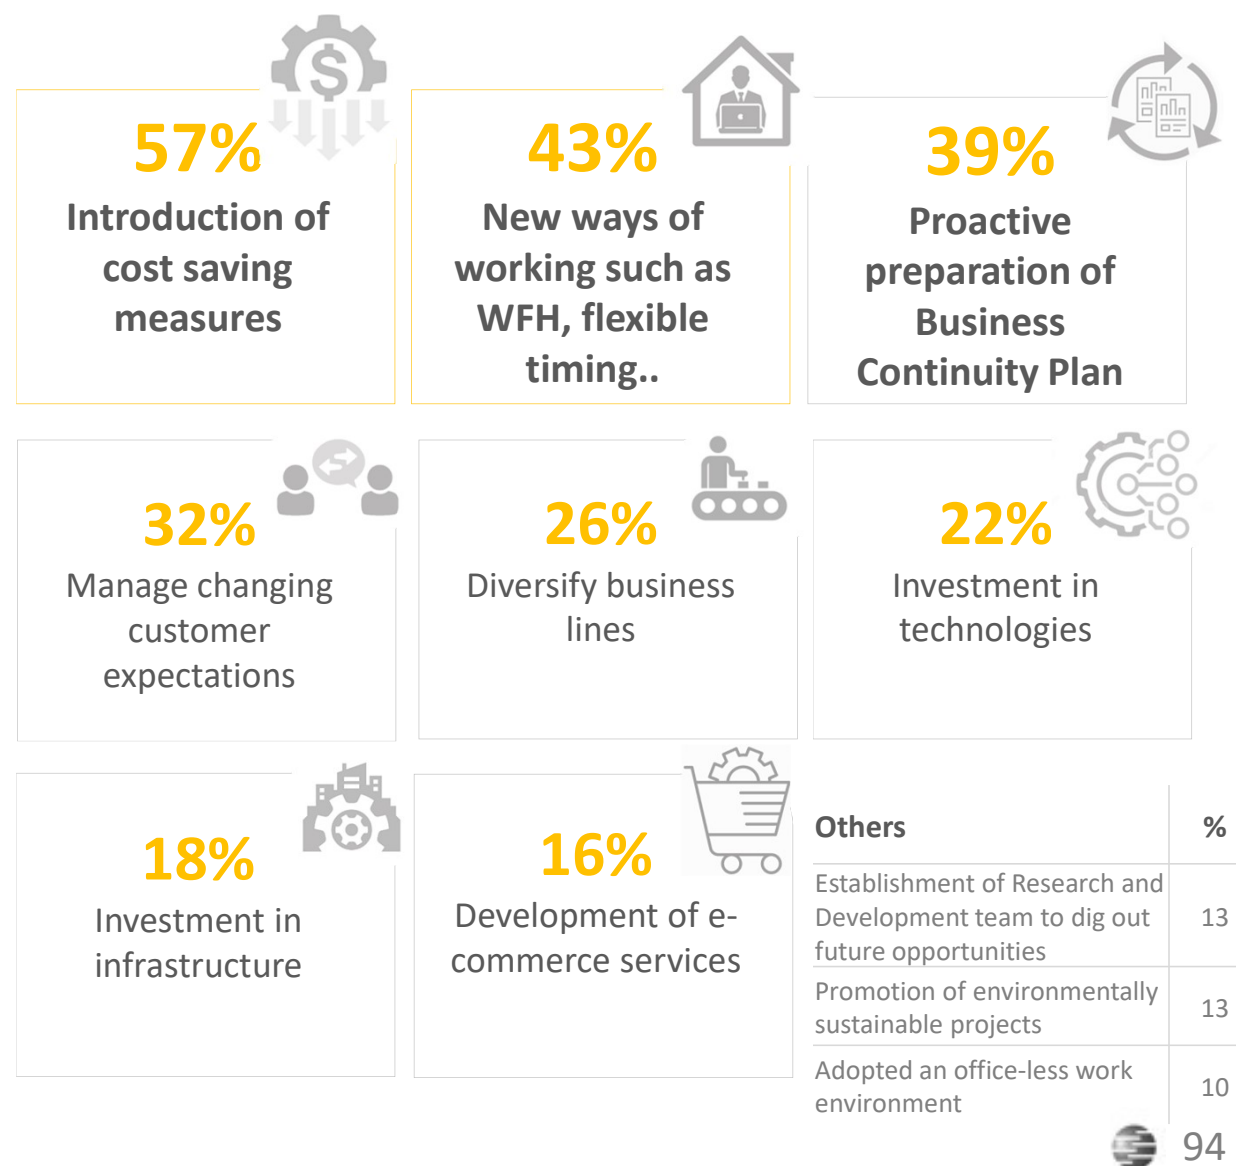 57%
Introduction of
cost saving
measures
43%
New ways of
working such as
WFH, flexible
timing..
39%
Proactive
preparation of
Business
Continuity Plan
32%
Manage changing
customer
expectations
26%
Diversify business
lines
22%
Investment in
technologies
18%
Investment in
infrastructure
16%
Development of e-
commerce services
Others %
Establishment of Research and
Development team to dig out 13
future opportunities
Promotion of environmentally
sustainable projects 13
Adopted an office-less work
environment 10
94